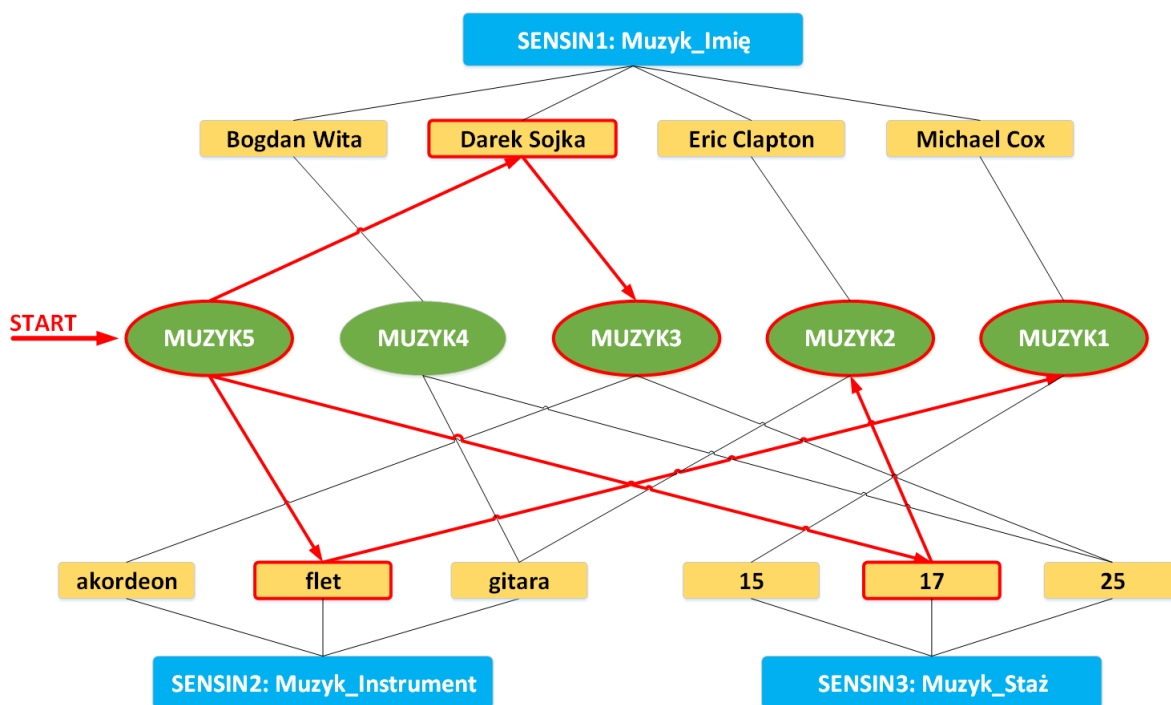 SENSIN1: Muzyk_Imię
Bogdan Wita
Darek Sojka
Eric Clapton
Michael Cox
START
MUZYK5
MUZYK4
MUZYK3
MUZYK2
MUZYK1
akordeon
flet
gitara
15
17
25
SENSIN2: Muzyk_Instrument
SENSIN3: Muzyk_Staż